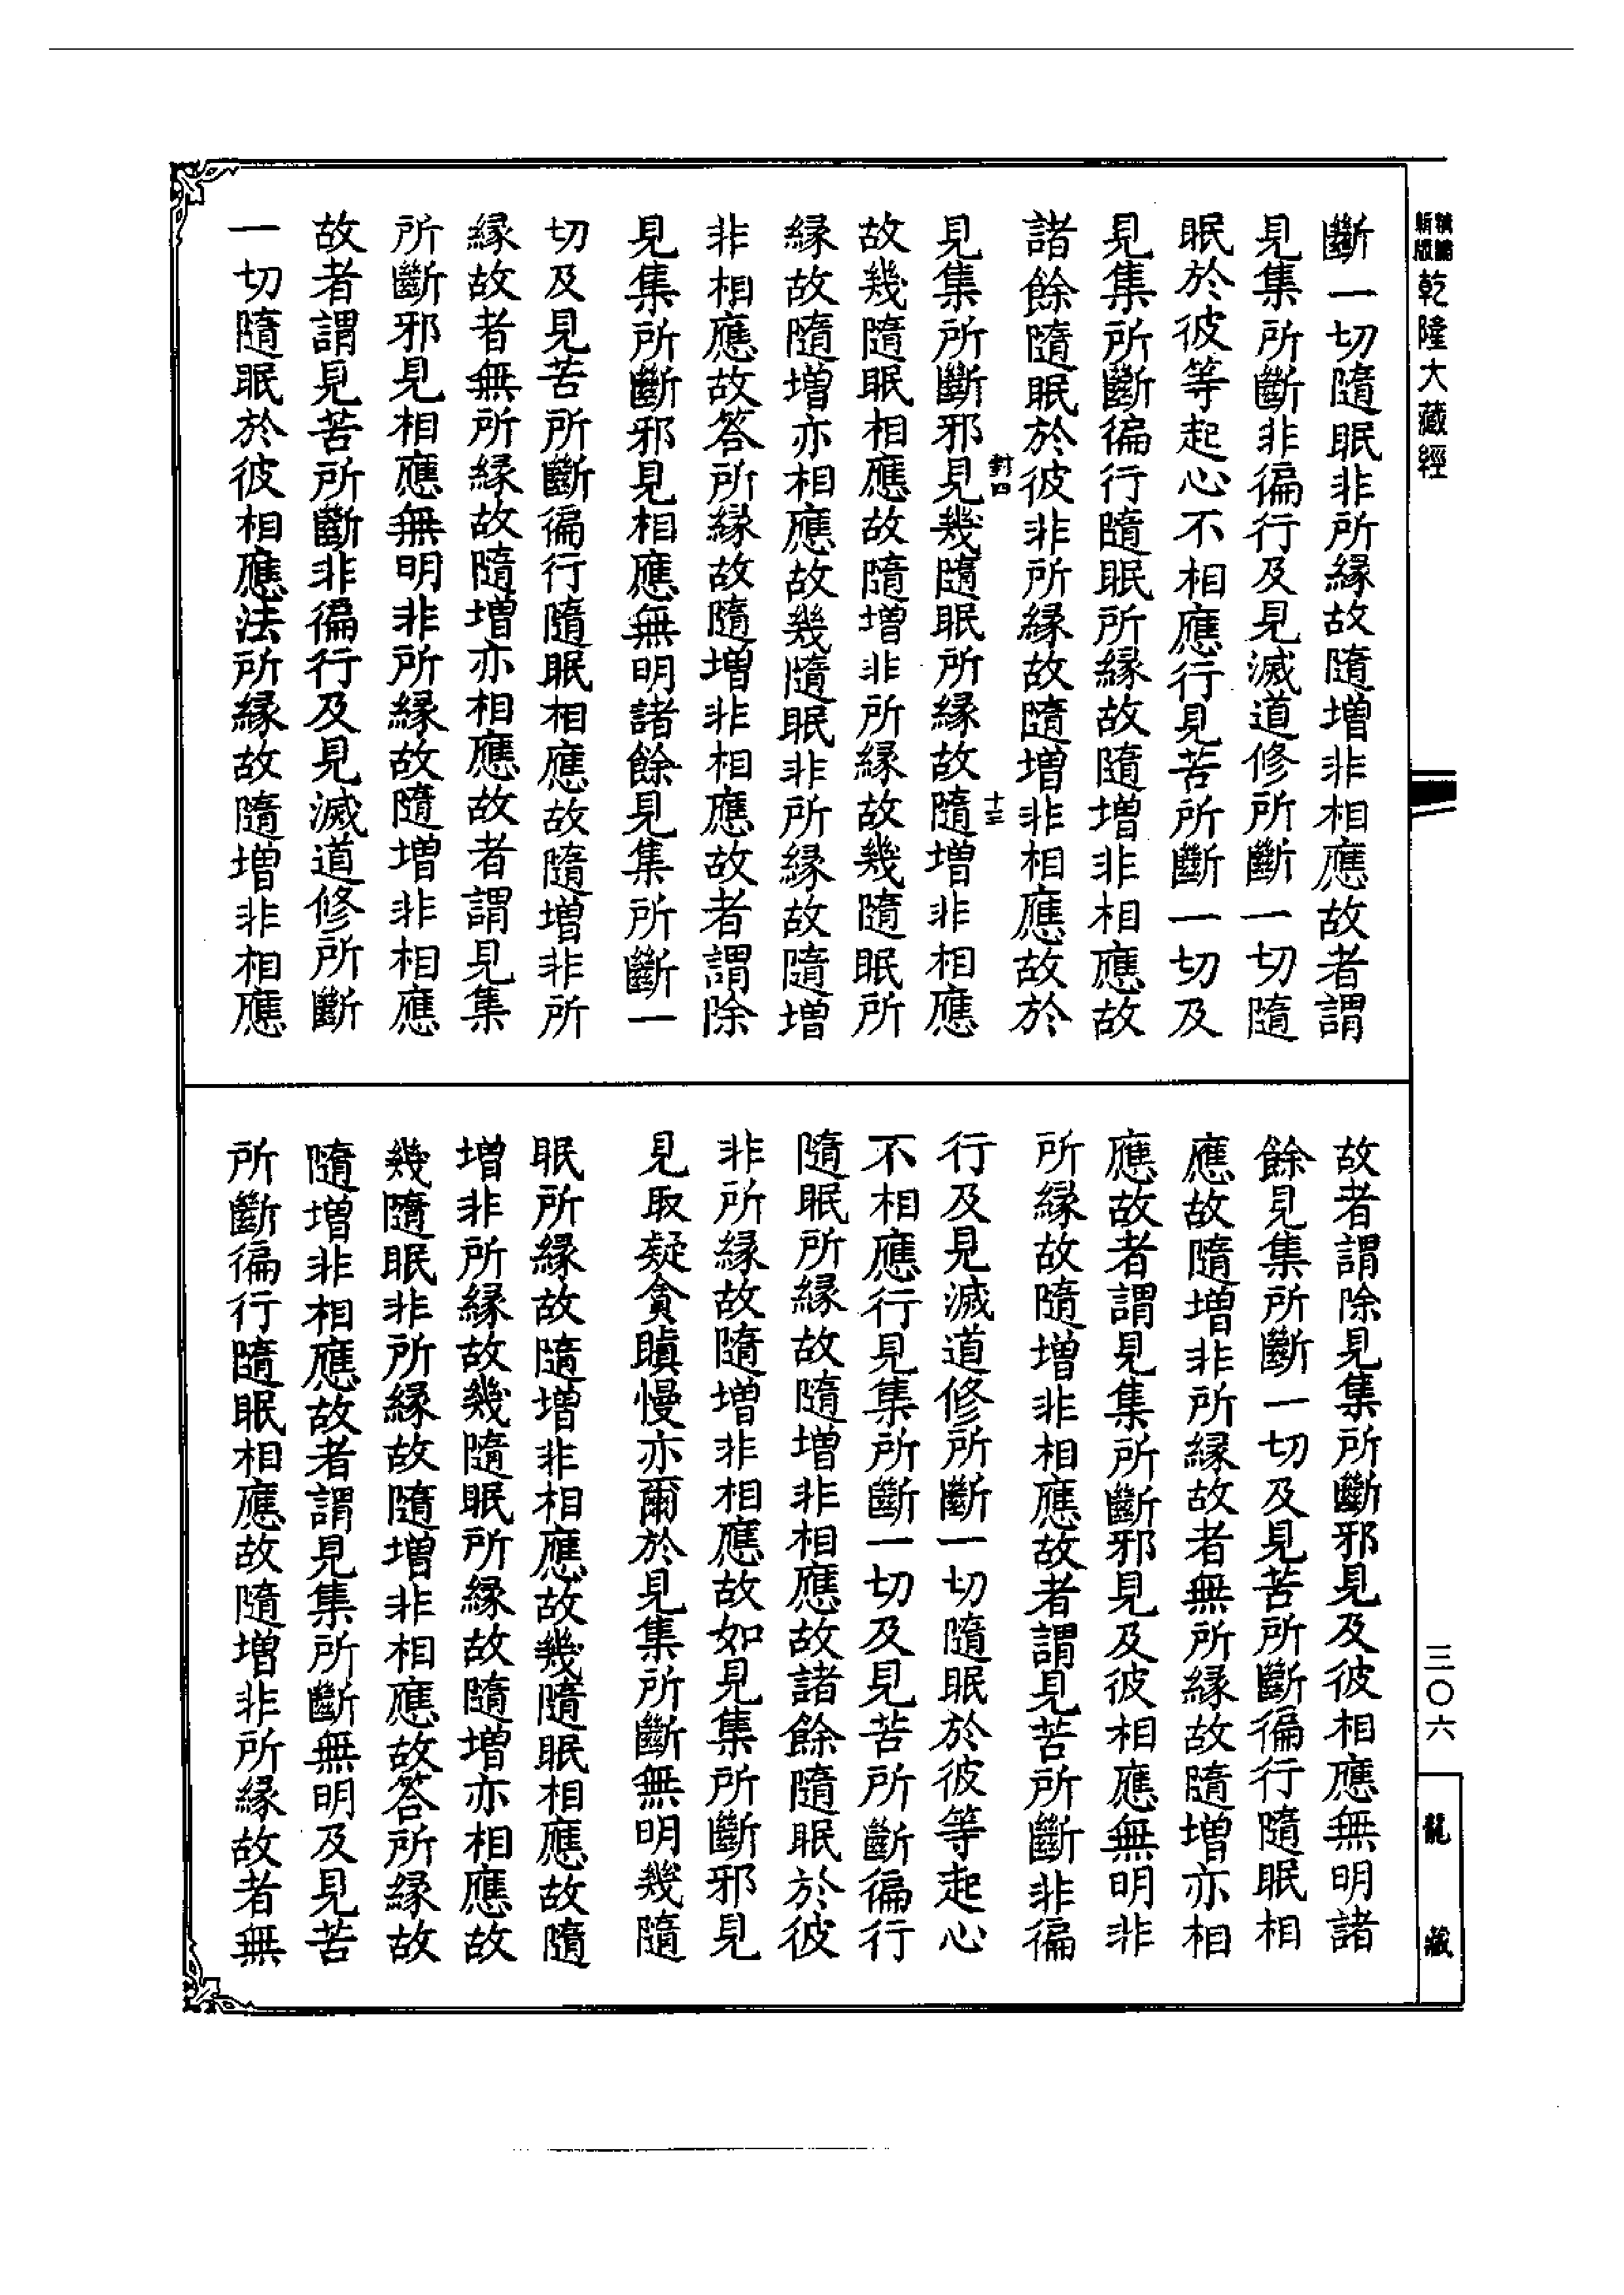 精譯新版乾隆大藏經
斷一切隨眠非所緣故隨增非相應故者謂
見集所斷非徧行及見滅道修所斷一切隨
眠於彼等起心不相應行見苦所斷一切及
見集所斷徧行隨眠所緣故隨增非相應故
諸餘隨眠於彼非所緣故隨增非相應故於
封四 十三
見集所斷邪見幾隨眠所緣故隨增非相應
故幾隨眠相應故隨增非所緣故幾隨眠所
緣故隨增亦相應故幾隨眠非所緣故隨增
非相應故答所緣故隨增非相應故者謂除
見集所斷邪見相應無明諸餘見集所斷一
切及見苦所斷徧行隨眠相應故隨增非所
緣故者無所緣故隨增亦相應故者謂見集
所斷邪見相應無明非所緣故隨增非相應
故者謂見苦所斷非徧行及見滅道修所斷
一切隨眠於彼相應法所緣故隨增非相應
故者謂除見集所斷邪見及彼相應無明諸
餘見集所斷一切及見苦所斷徧行隨眠相
應故隨增非所緣故者無所緣故隨增亦相
應故者謂見集所斷邪見及彼相應無明非
所緣故隨增非相應故者謂見苦所斷非徧
行及見滅道修所斷一切隨眠於彼等起心
不相應行見集所斷一切及見苦所斷徧行
隨眠所緣故隨增非相應故諸餘隨眠於彼
非所緣故隨增非相應故如見集所斷邪見
見取疑貪瞋慢亦爾於見集所斷無明幾隨
眠所緣故隨增非相應故幾隨眠相應故隨
增非所緣故幾隨眠所緣故隨增亦相應故
幾隨眠非所緣故隨增非相應故答所緣故
隨增非相應故者謂見集所斷無明及見苦
所斷徧行隨眠相應故隨增非所緣故者無
三〇六
龍藏